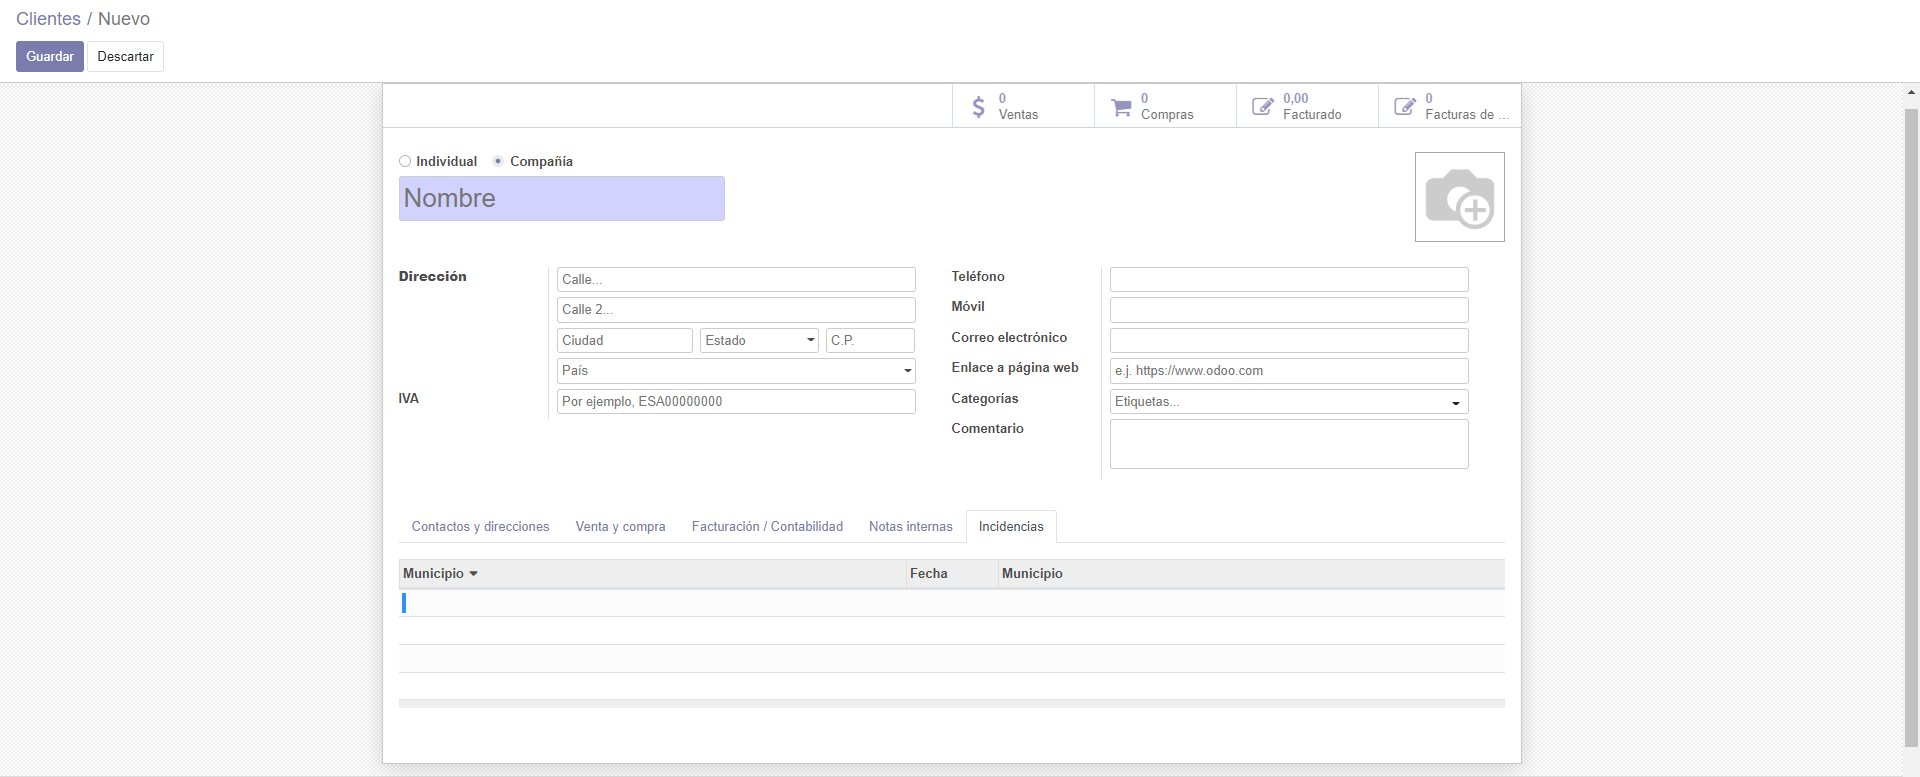 Clientes / Nuevo
Guardar Descartar
0 Ventas
0 Compras
0,00 Facturado
0 Facturas de ...
Individual Compañía
Nombre
Dirección
Calle...
Calle 2...
Ciudad Estado C.P.
País
IVA Por ejemplo, ESA00000000
Teléfono
Móvil
Correo electrónico
Enlace a página web e.j. https://www.odoo.com
Categorías Etiquetas...
Comentario
Contactos y direcciones Venta y compra Facturación / Contabilidad Notas internas Incidencias
Municipio Fecha Municipio